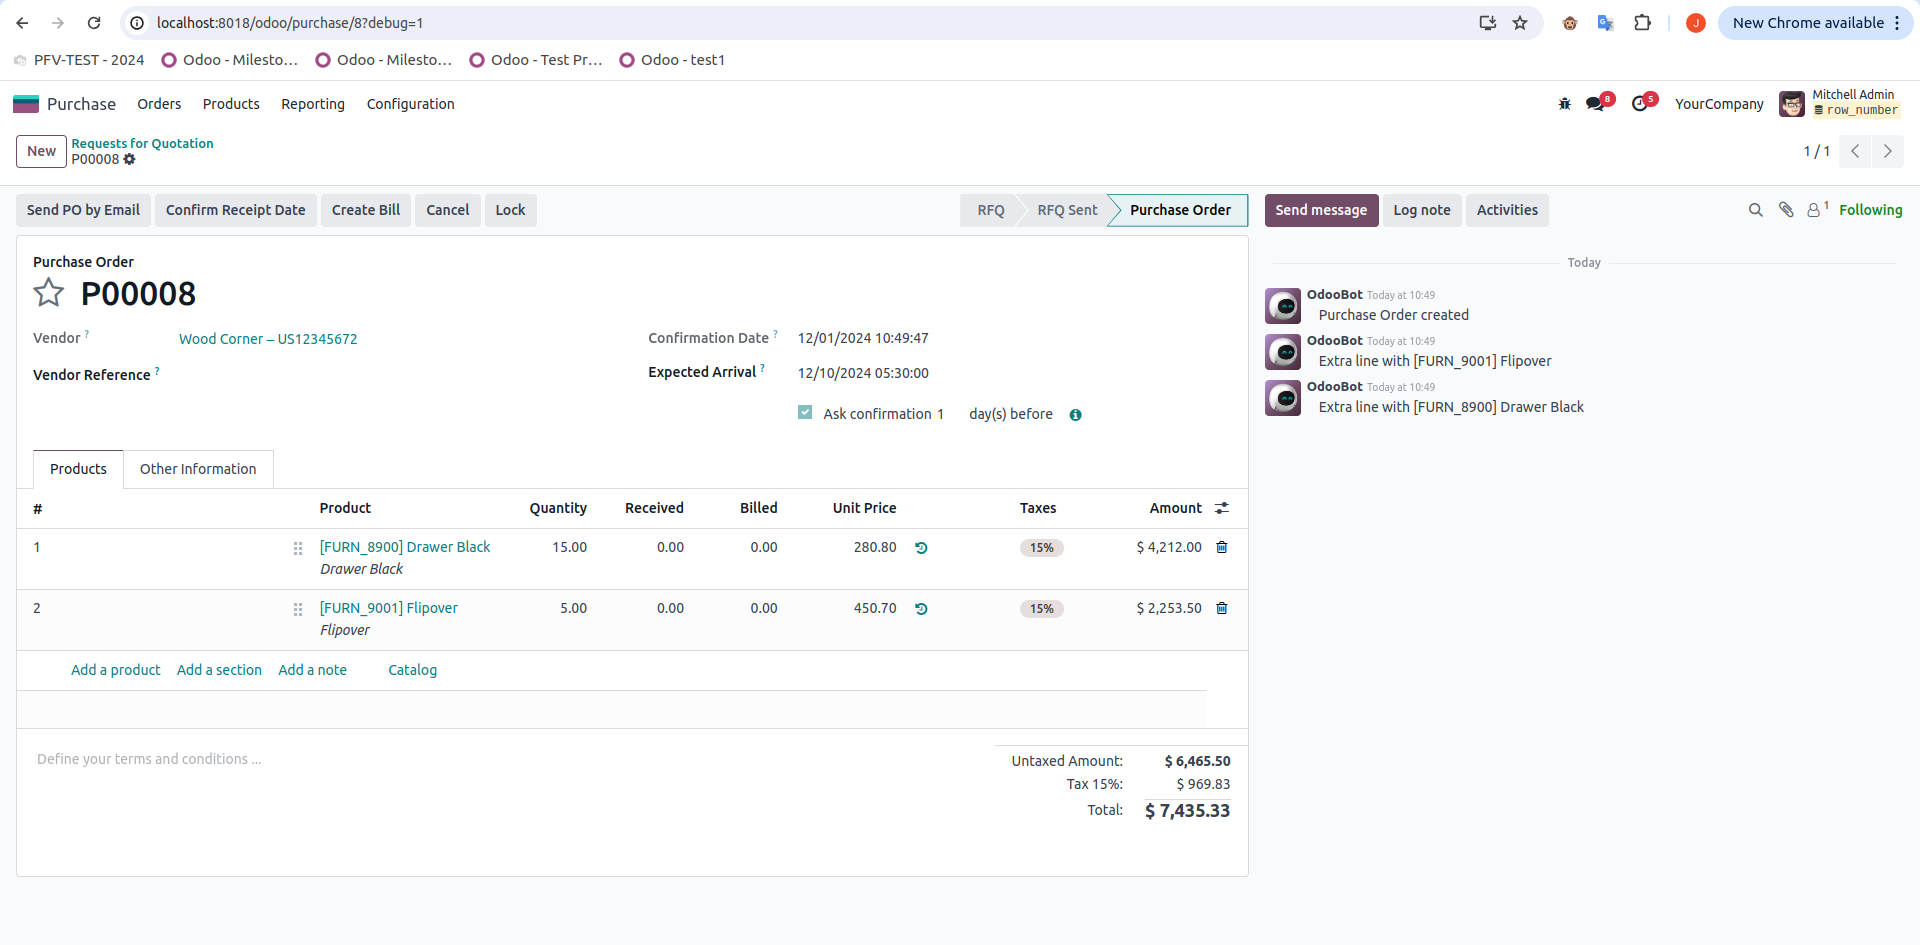 localhost:8018/odoo/purchase/8?debug=1
J
New Chrome available
PFV-TEST - 2024
Odoo - Milesto...
Odoo - Milesto...
Odoo - Test Pr...
Odoo - test1
Purchase
Orders
Products
Reporting
Configuration
8
5
YourCompany
Mitchell Admin
row_number
New
Requests for Quotation
P00008
1 / 1
Send PO by Email
Confirm Receipt Date
Create Bill
Cancel
Lock
RFQ
RFQ Sent
Purchase Order
Send message
Log note
Activities
1
Following
Purchase Order
P00008
Vendor ?
Wood Corner – US12345672
Confirmation Date ?
12/01/2024 10:49:47
Vendor Reference ?
Expected Arrival ?
12/10/2024 05:30:00
Ask confirmation 1 day(s) before
Products
Other Information
# Product Quantity Received Billed Unit Price Taxes Amount
1 [FURN_8900] Drawer Black 15.00 0.00 0.00 280.80 15% $ 4,212.00
Drawer Black
2 [FURN_9001] Flipover 5.00 0.00 0.00 450.70 15% $ 2,253.50
Flipover
Add a product
Add a section
Add a note
Catalog
Define your terms and conditions ...
Untaxed Amount: $ 6,465.50
Tax 15%: $ 969.83
Total: $ 7,435.33
Today
OdooBot Today at 10:49
Purchase Order created
OdooBot Today at 10:49
Extra line with [FURN_9001] Flipover
OdooBot Today at 10:49
Extra line with [FURN_8900] Drawer Black